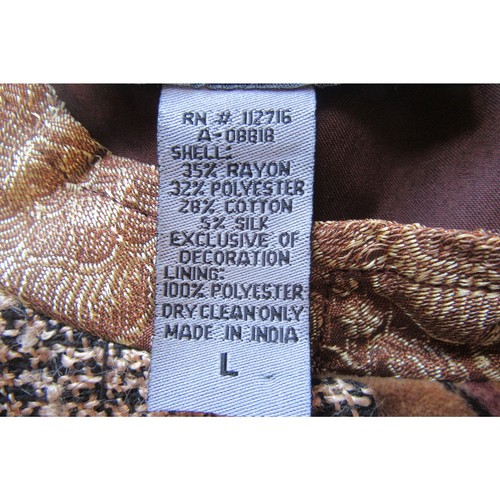 RN # 112716
A-08818
SHELL:
35% RAYON
32% POLYESTER
28% COTTON
5% SILK
EXCLUSIVE OF
DECORATION
LINING:
100% POLYESTER
DRY CLEAN ONLY
MADE IN INDIA
L